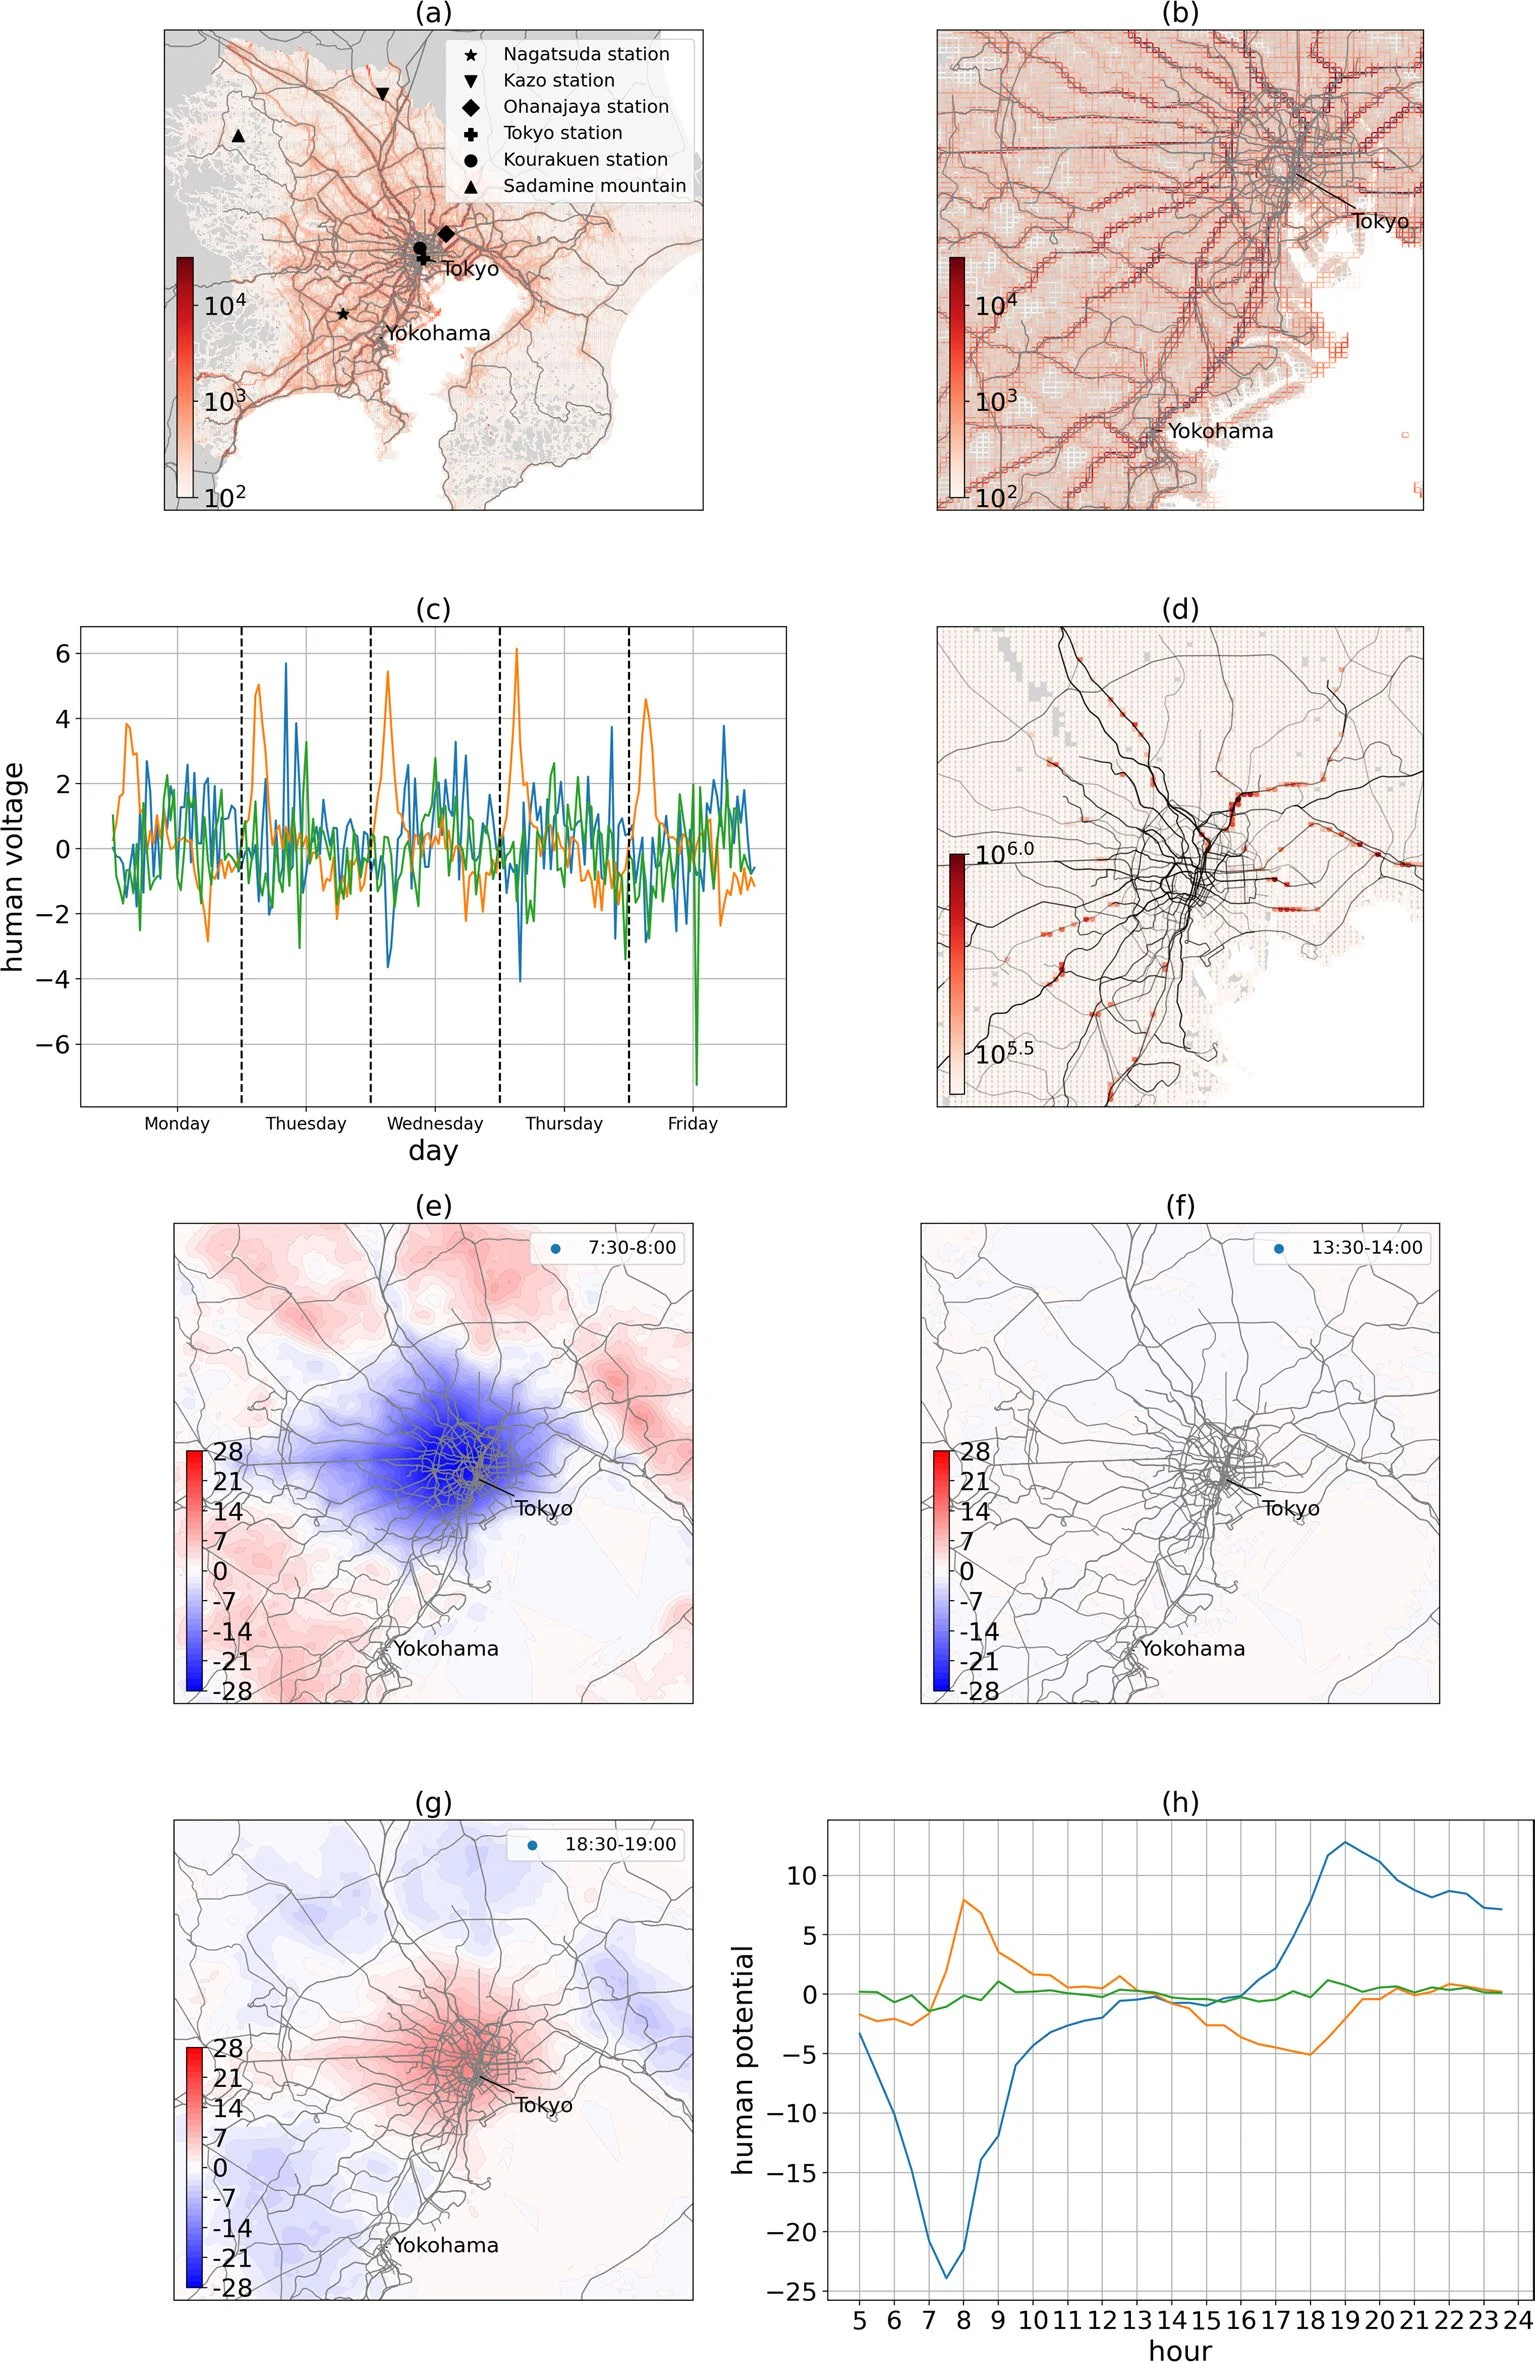 (a)
Nagatsuda station
Kazo station
Ohanajaya station
Tokyo station
Kourakuen station
Sadamine mountain
Tokyo
Yokohama
10^4
10^3
10^2
(b)
Tokyo
Yokohama
10^4
10^3
10^2
(c)
human voltage
6
4
2
0
−2
−4
−6
Monday Thuesday Wednesday Thursday Friday
day
(d)
10^6.0
10^5.5
(e)
7:30-8:00
28
21
14
7
0
-7
-14
-21
-28
Tokyo
Yokohama
(f)
13:30-14:00
28
21
14
7
0
-7
-14
-21
-28
Tokyo
Yokohama
(g)
18:30-19:00
28
21
14
7
0
-7
-14
-21
-28
Tokyo
Yokohama
(h)
human potential
10
5
0
−5
−10
−15
−20
−25
5 6 7 8 9 10 11 12 13 14 15 16 17 18 19 20 21 22 23 24
hour